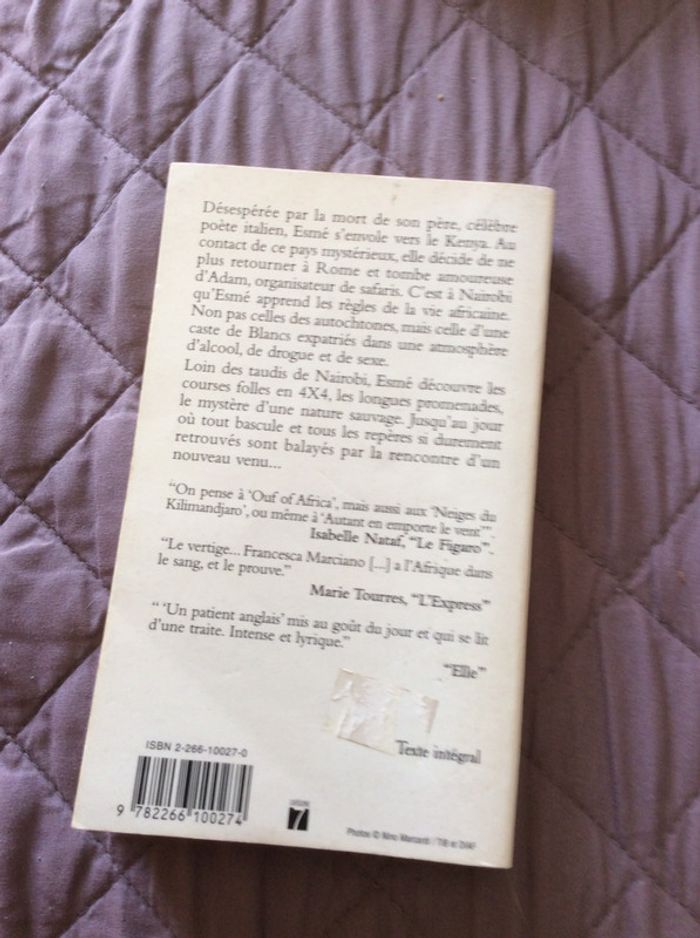 Désespérée par la mort de son père, célèbre
poète italien, Esmé s'envole vers le Kenya. Au
contact de ce pays mystérieux, elle décide de ne
plus retourner à Rome et tombe amoureuse
d'Adam, organisateur de safaris. C'est à Nairobi
qu'Esmé apprend les règles de la vie africaine.
Non pas celles des autochtones, mais celle d'une
caste de Blancs expatriés dans une atmosphère
d'alcool, de drogue et de sexe.
Loin des taudis de Nairobi, Esmé découvre les
courses folles en 4X4, les longues promenades,
le mystère d'une nature sauvage. Jusqu'au jour
où tout bascule et tous les repères si durement
retrouvés sont balayés par la rencontre d'un
nouveau venu...
"On pense à 'Ouf of Africa', mais aussi aux 'Neiges du
Kilimandjaro', ou même à 'Autant en emporte le vent'".
Isabelle Nataf, "Le Figaro".
"Le vertige... Francesca Marciano [...] a l'Afrique dans
le sang, et le prouve."
Marie Tourres, "L'Express"
" 'Un patient anglais' mis au goût du jour et qui se lit
d'une traite. Intense et lyrique."
"Elle"
Texte intégral
ISBN 2-266-10027-0
9 782266 100274
7
Photos © Nino Mascardi / TIB et DIAF